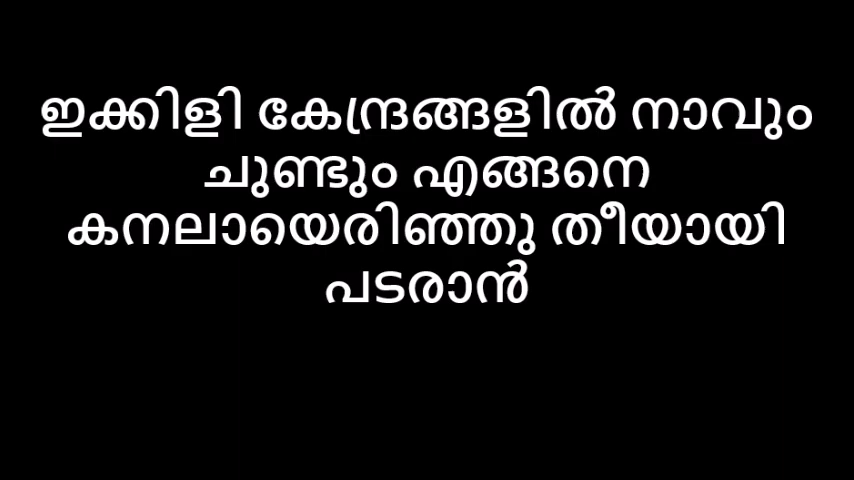 ഇക്കിളി കേന്ദ്രങ്ങളിൽ നാവും
ചുണ്ടും എങ്ങനെ
കനലായെരിഞ്ഞു തീയായി
പടരാൻ